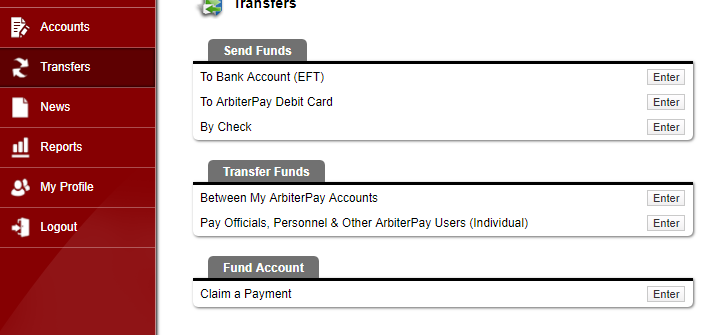 Accounts
Transfers
News
Reports
My Profile
Logout
Transfers
Send Funds
To Bank Account (EFT) Enter
To ArbiterPay Debit Card Enter
By Check Enter
Transfer Funds
Between My ArbiterPay Accounts Enter
Pay Officials, Personnel & Other ArbiterPay Users (Individual) Enter
Fund Account
Claim a Payment Enter